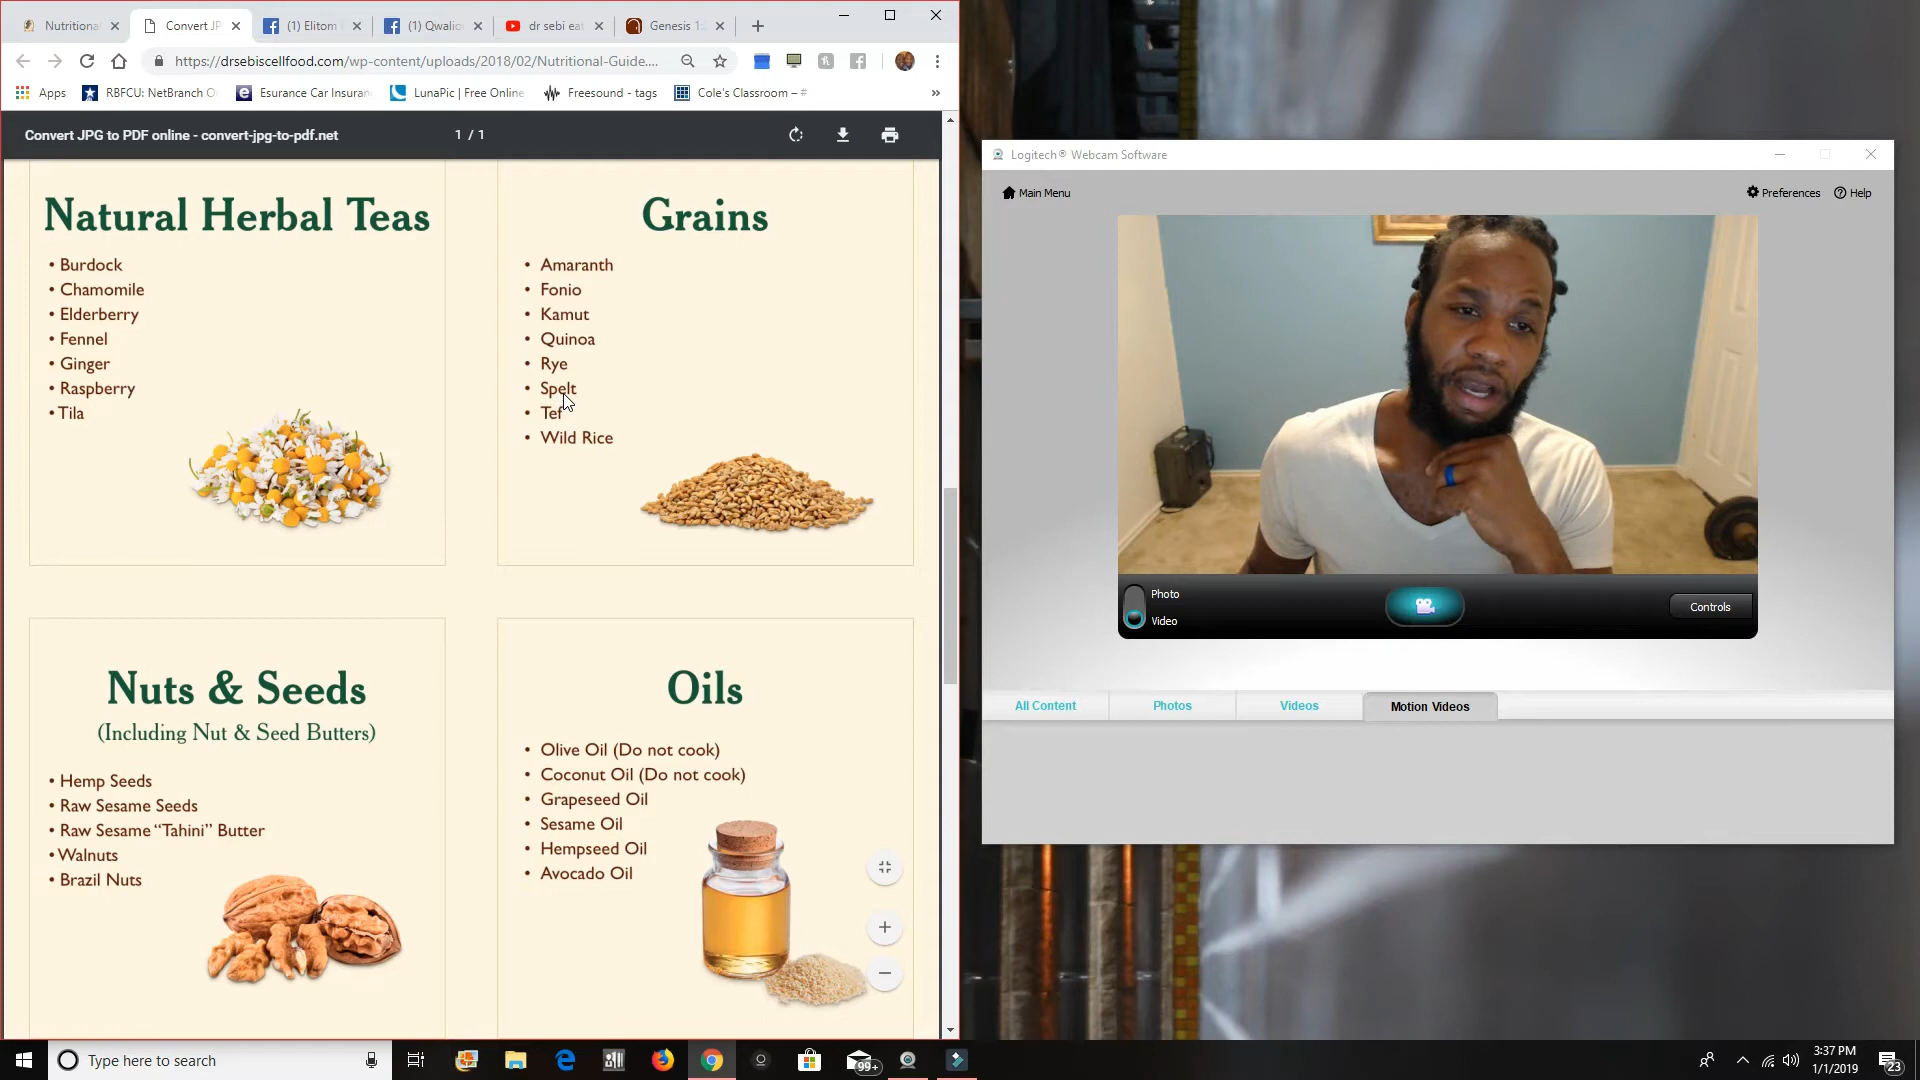 Nutritional
Convert JP
(1) Elitom
(1) Qwalio
dr sebi eat
Genesis 1:
https://drsebiscellfood.com/wp-content/uploads/2018/02/Nutritional-Guide....
Apps
RBFCU: NetBranch O
Esurance Car Insuran
LunaPic | Free Online
Freesound - tags
Cole's Classroom – #
»
Convert JPG to PDF online - convert-jpg-to-pdf.net
1 / 1
Natural Herbal Teas
• Burdock
• Chamomile
• Elderberry
• Fennel
• Ginger
• Raspberry
• Tila
Grains
• Amaranth
• Fonio
• Kamut
• Quinoa
• Rye
• Spelt
• Tef
• Wild Rice
Nuts & Seeds
(Including Nut & Seed Butters)
• Hemp Seeds
• Raw Sesame Seeds
• Raw Sesame “Tahini” Butter
• Walnuts
• Brazil Nuts
Oils
• Olive Oil (Do not cook)
• Coconut Oil (Do not cook)
• Grapeseed Oil
• Sesame Oil
• Hempseed Oil
• Avocado Oil
Logitech® Webcam Software
Main Menu
Preferences
Help
Photo
Video
Controls
All Content
Photos
Videos
Motion Videos
Type here to search
99+
3:37 PM
1/1/2019
23